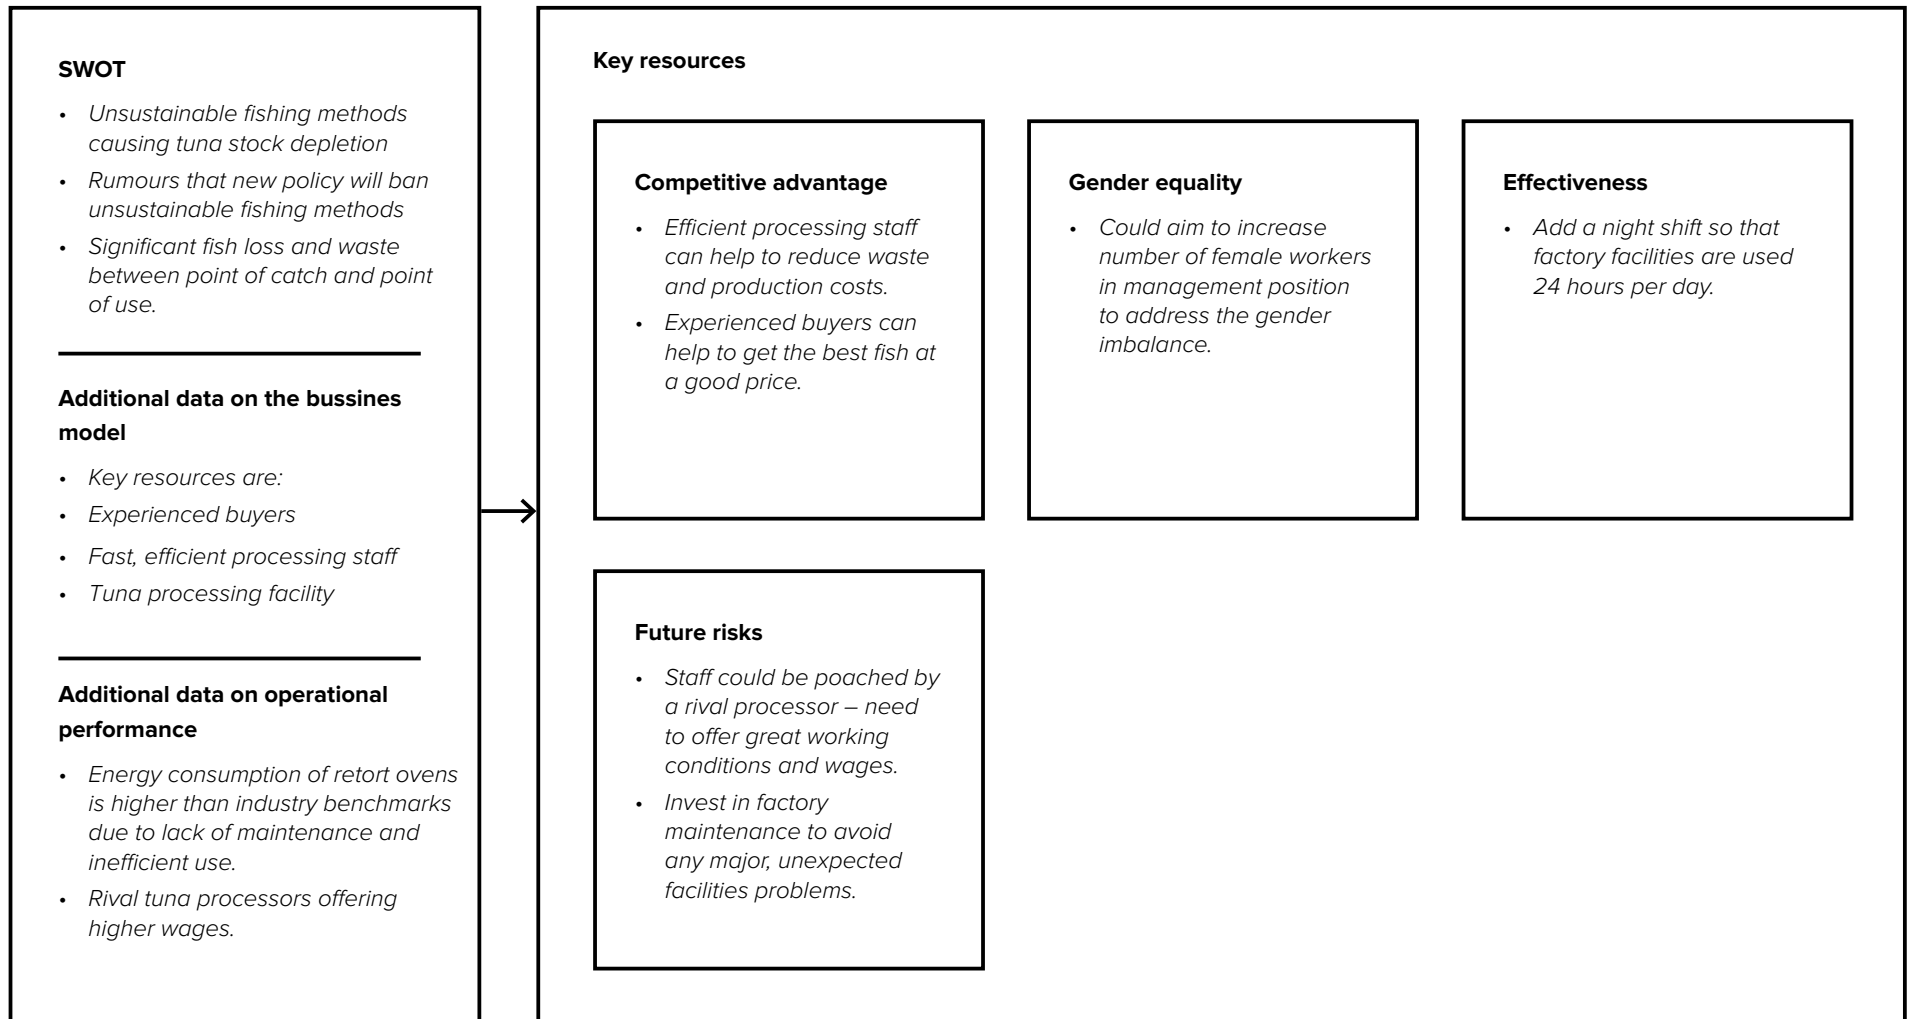 SWOT
• Unsustainable fishing methods
causing tuna stock depletion
• Rumours that new policy will ban
unsustainable fishing methods
• Significant fish loss and waste
between point of catch and point
of use.
Additional data on the bussines
model
• Key resources are:
• Experienced buyers
• Fast, efficient processing staff
• Tuna processing facility
Additional data on operational
performance
• Energy consumption of retort ovens
is higher than industry benchmarks
due to lack of maintenance and
inefficient use.
• Rival tuna processors offering
higher wages.
Key resources
Competitive advantage
• Efficient processing staff
can help to reduce waste
and production costs.
• Experienced buyers can
help to get the best fish at
a good price.
Gender equality
• Could aim to increase
number of female workers
in management position
to address the gender
imbalance.
Effectiveness
• Add a night shift so that
factory facilities are used
24 hours per day.
Future risks
• Staff could be poached by
a rival processor – need
to offer great working
conditions and wages.
• Invest in factory
maintenance to avoid
any major, unexpected
facilities problems.